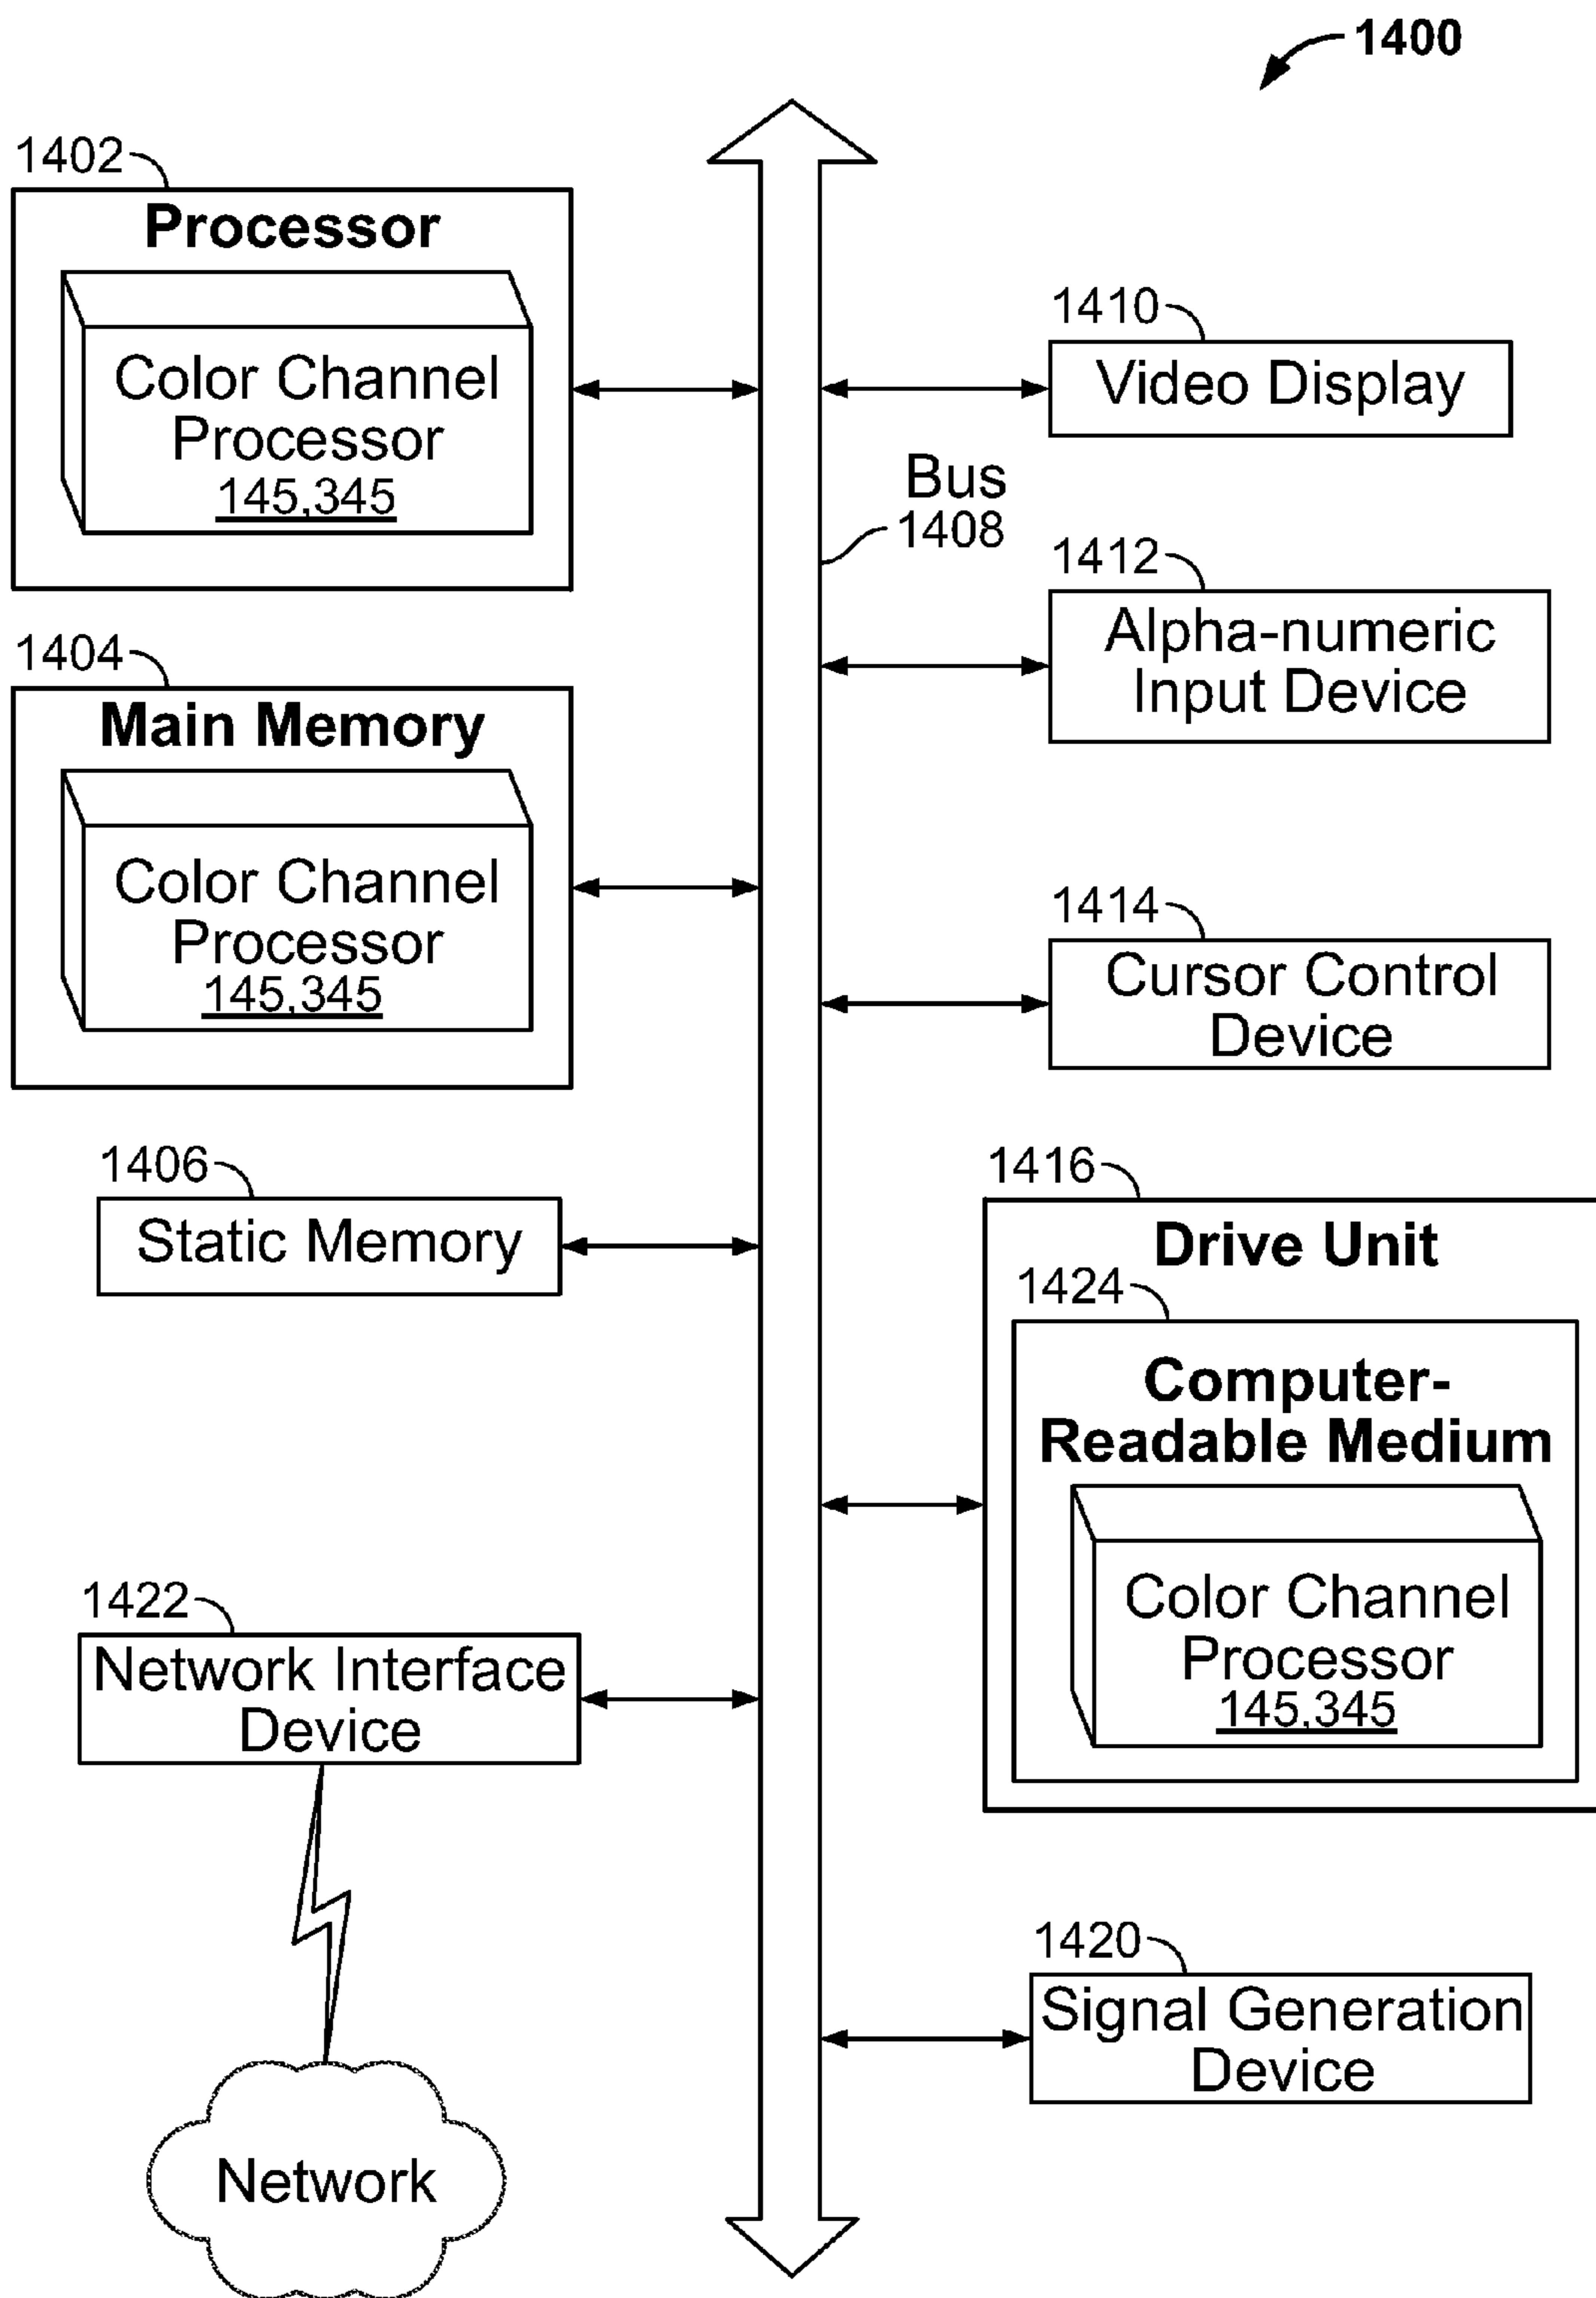 1400
1402
Processor
Color Channel
Processor
145,345
1404
Main Memory
Color Channel
Processor
145,345
1406
Static Memory
1422
Network Interface
Device
Network
Bus
1408
1410
Video Display
1412
Alpha-numeric
Input Device
1414
Cursor Control
Device
1416
Drive Unit
1424
Computer-
Readable Medium
Color Channel
Processor
145,345
1420
Signal Generation
Device